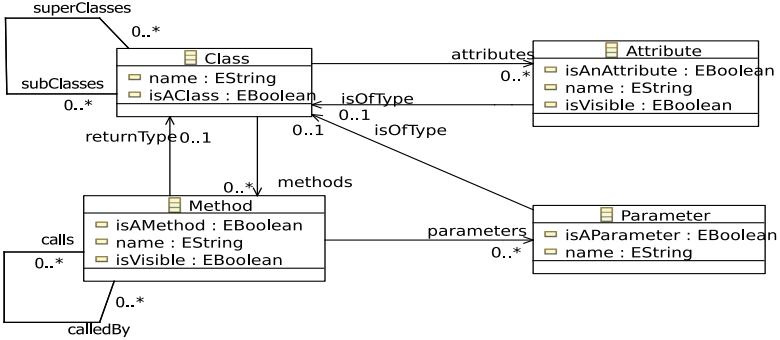 superClasses
0..*
Class
name : EString
isAClass : EBoolean
subClasses
0..*
attributes
0..*
Attribute
isAnAttribute : EBoolean
name : EString
isVisible : EBoolean
isOfType
0..1
0..1
isOfType
returnType
0..1
0..*
methods
Method
isAMethod : EBoolean
name : EString
isVisible : EBoolean
calls
0..*
0..*
calledBy
parameters
0..*
Parameter
isAParameter : EBoolean
name : EString